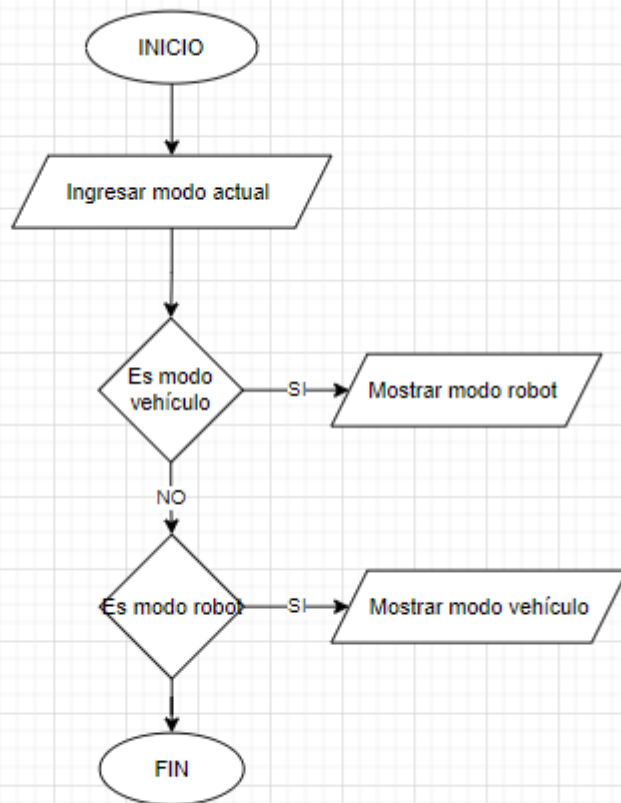 INICIO
Ingresar modo actual
Es modo
vehículo
SI
Mostrar modo robot
NO
Es modo robot
SI
Mostrar modo vehículo
FIN